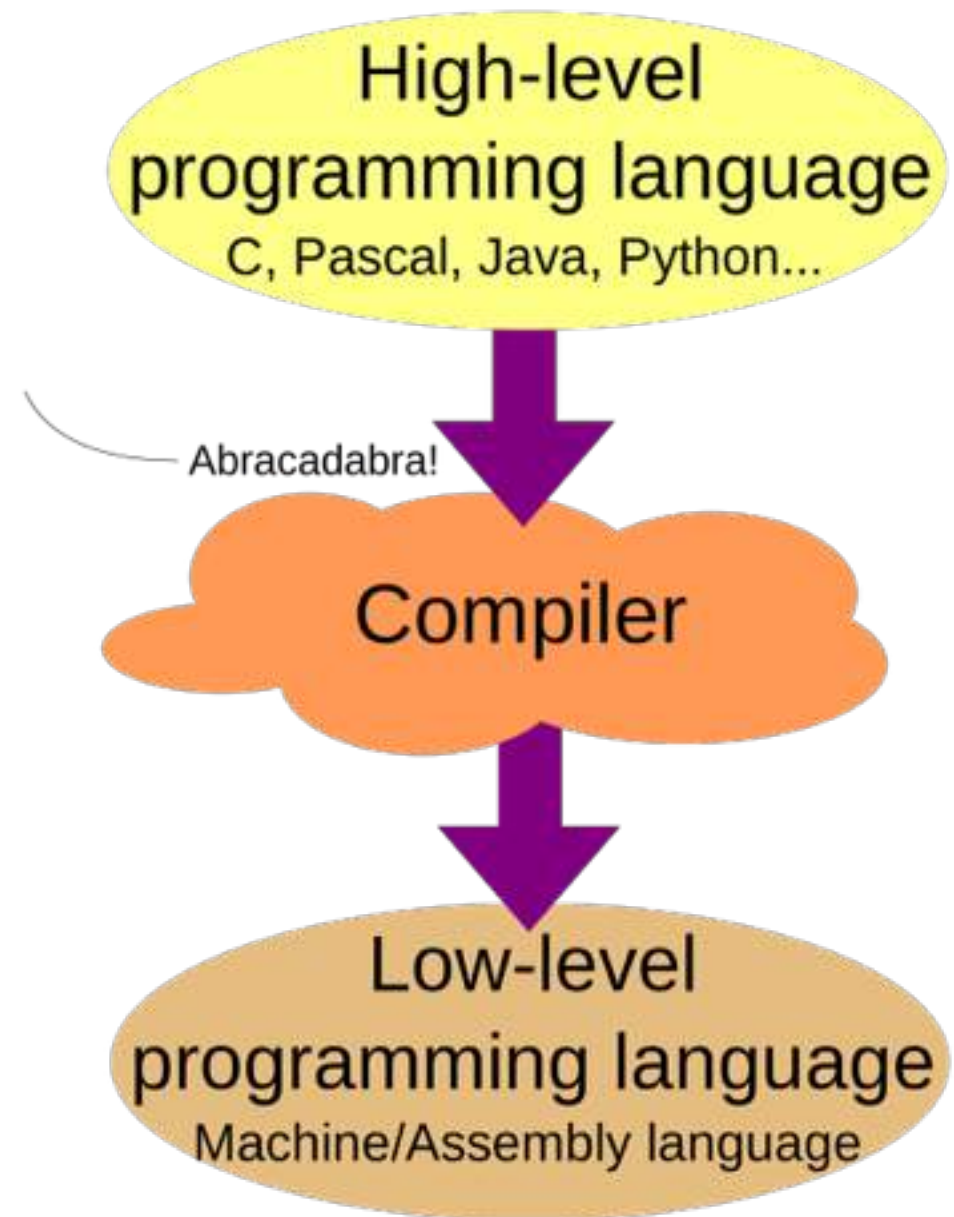 High-level
programming language
C, Pascal, Java, Python...
Abracadabra!
Compiler
Low-level
programming language
Machine/Assembly language